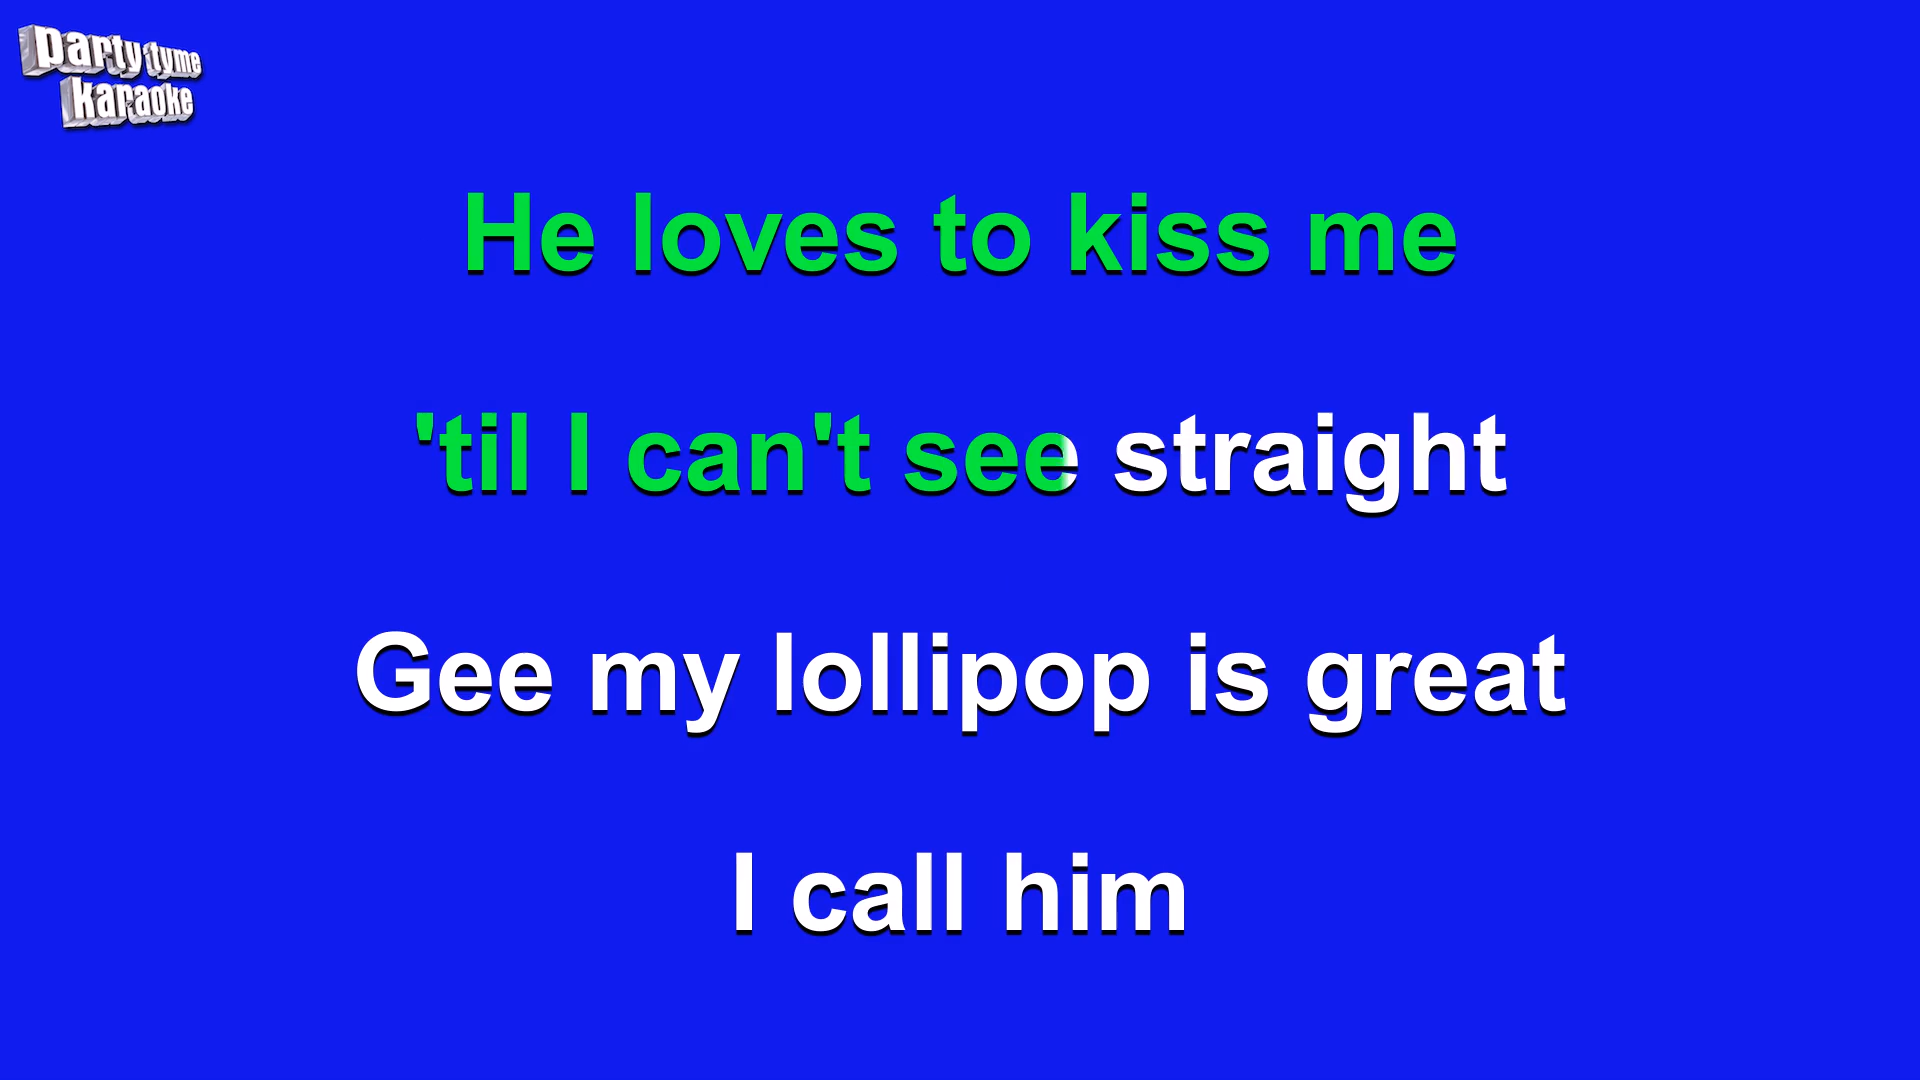 party tyme
karaoke
He loves to kiss me
'til I can't see straight
Gee my lollipop is great
I call him